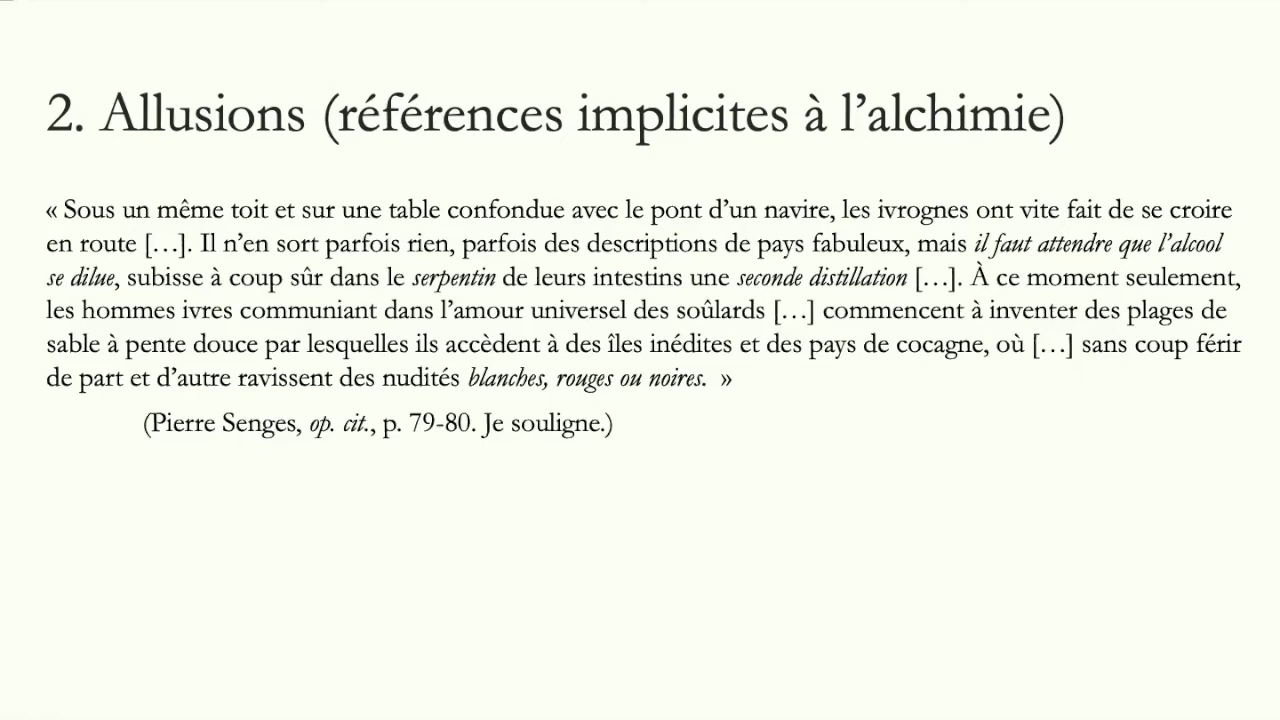 2. Allusions (références implicites à l’alchimie)
« Sous un même toit et sur une table confondue avec le pont d’un navire, les ivrognes ont vite fait de se croire
en route […]. Il n’en sort parfois rien, parfois des descriptions de pays fabuleux, mais il faut attendre que l’alcool
se dilue, subisse à coup sûr dans le serpentin de leurs intestins une seconde distillation […]. À ce moment seulement,
les hommes ivres communiant dans l’amour universel des soûlards […] commencent à inventer des plages de
sable à pente douce par lesquelles ils accèdent à des îles inédites et des pays de cocagne, où […] sans coup férir
de part et d’autre ravissent des nudités blanches, rouges ou noires. »
(Pierre Senges, op. cit., p. 79-80. Je souligne.)